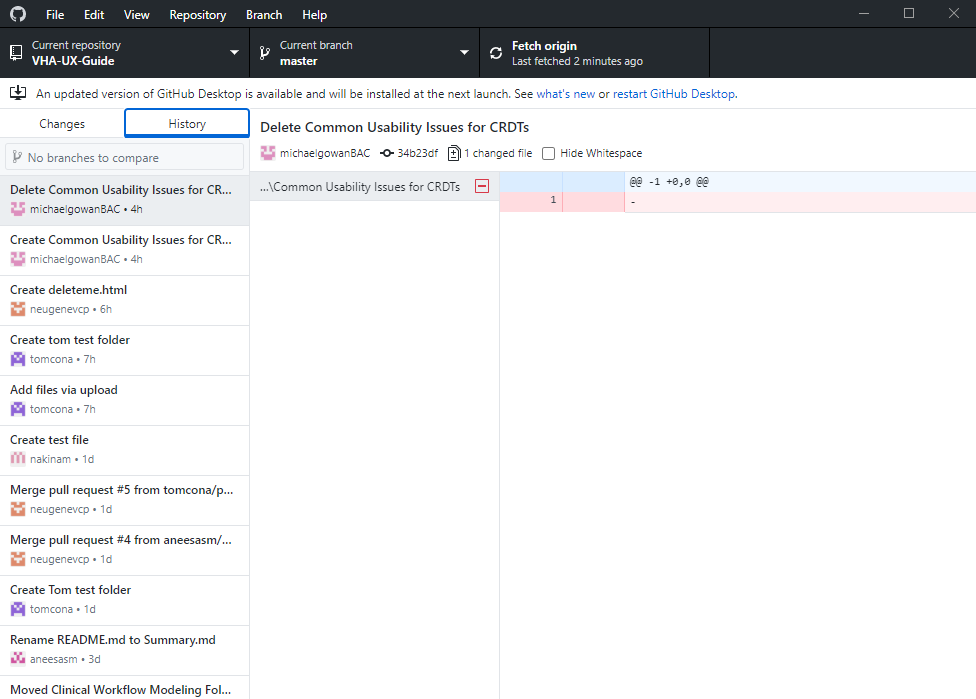 File Edit View Repository Branch Help
Current repository
VHA-UX-Guide
Current branch
master
Fetch origin
Last fetched 2 minutes ago
An updated version of GitHub Desktop is available and will be installed at the next launch. See what's new or restart GitHub Desktop.
Changes
History
No branches to compare
Delete Common Usability Issues for CR...
michaelgowanBAC • 4h
Create Common Usability Issues for CR...
michaelgowanBAC • 4h
Create deleteme.html
neugenevcp • 6h
Create tom test folder
tomcona • 7h
Add files via upload
tomcona • 7h
Create test file
nakinam • 1d
Merge pull request #5 from tomcona/p...
neugenevcp • 1d
Merge pull request #4 from aneesasm/...
neugenevcp • 1d
Create Tom test folder
tomcona • 1d
Rename README.md to Summary.md
aneesasm • 3d
Moved Clinical Workflow Modeling Fol...
Delete Common Usability Issues for CRDTs
michaelgowanBAC 34b23df 1 changed file Hide Whitespace
...\Common Usability Issues for CRDTs
@@ -1 +0,0 @@
1 -